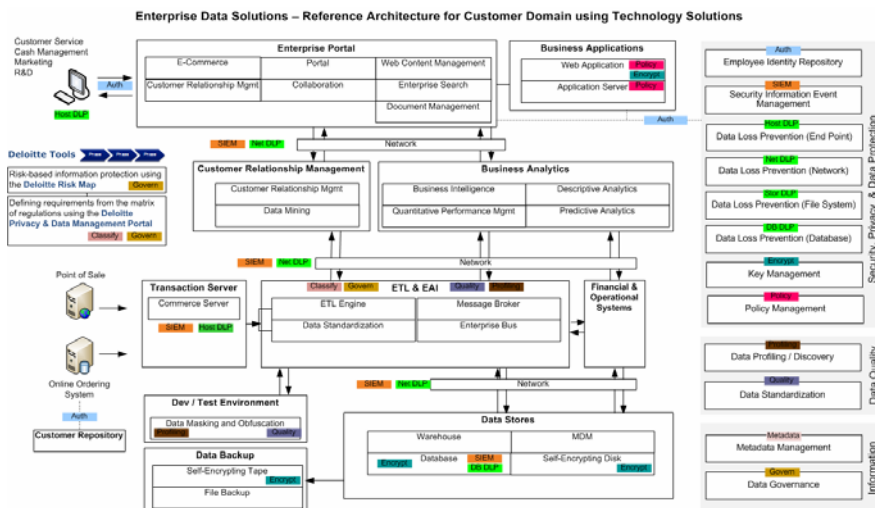 Enterprise Data Solutions – Reference Architecture for Customer Domain using Technology Solutions
Customer Service
Cash Management
Marketing
R&D
Auth
Host DLP
Enterprise Portal
E-Commerce
Portal
Web Content Management
Customer Relationship Mgmt
Collaboration
Enterprise Search
Document Management
Business Applications
Web Application
Policy
Encrypt
Application Server
Policy
Auth
SIEM
Net DLP
Network
Deloitte Tools
Phase
Phase
Phase
Risk-based information protection using
the Deloitte Risk Map
Govern
Defining requirements from the matrix
of regulations using the Deloitte
Privacy & Data Management Portal
Classify
Govern
Customer Relationship Management
Customer Relationship Mgmt
Data Mining
Business Analytics
Business Intelligence
Descriptive Analytics
Quantitative Performance Mgmt
Predictive Analytics
SIEM
Net DLP
Network
Point of Sale
Online Ordering
System
Auth
Customer Repository
Transaction Server
Commerce Server
SIEM
Host DLP
Classify
Govern
ETL & EAI
Quality
Profiling
ETL Engine
Message Broker
Data Standardization
Enterprise Bus
Financial &
Operational
Systems
SIEM
Net DLP
Network
Dev / Test Environment
Data Masking and Obfuscation
Profiling
Quality
Data Backup
Self-Encrypting Tape
Encrypt
File Backup
Data Stores
Warehouse
MDM
Encrypt
Database
SIEM
DB DLP
Self-Encrypting Disk
Encrypt
Auth
Employee Identity Repository
SIEM
Security Information Event
Management
Host DLP
Data Loss Prevention (End Point)
Net DLP
Data Loss Prevention (Network)
Stor DLP
Data Loss Prevention (File System)
DB DLP
Data Loss Prevention (Database)
Encrypt
Key Management
Policy
Policy Management
Security, Privacy, & Data Protection
Profiling
Data Profiling / Discovery
Quality
Data Standardization
Data Quality
Metadata
Metadata Management
Govern
Data Governance
Information